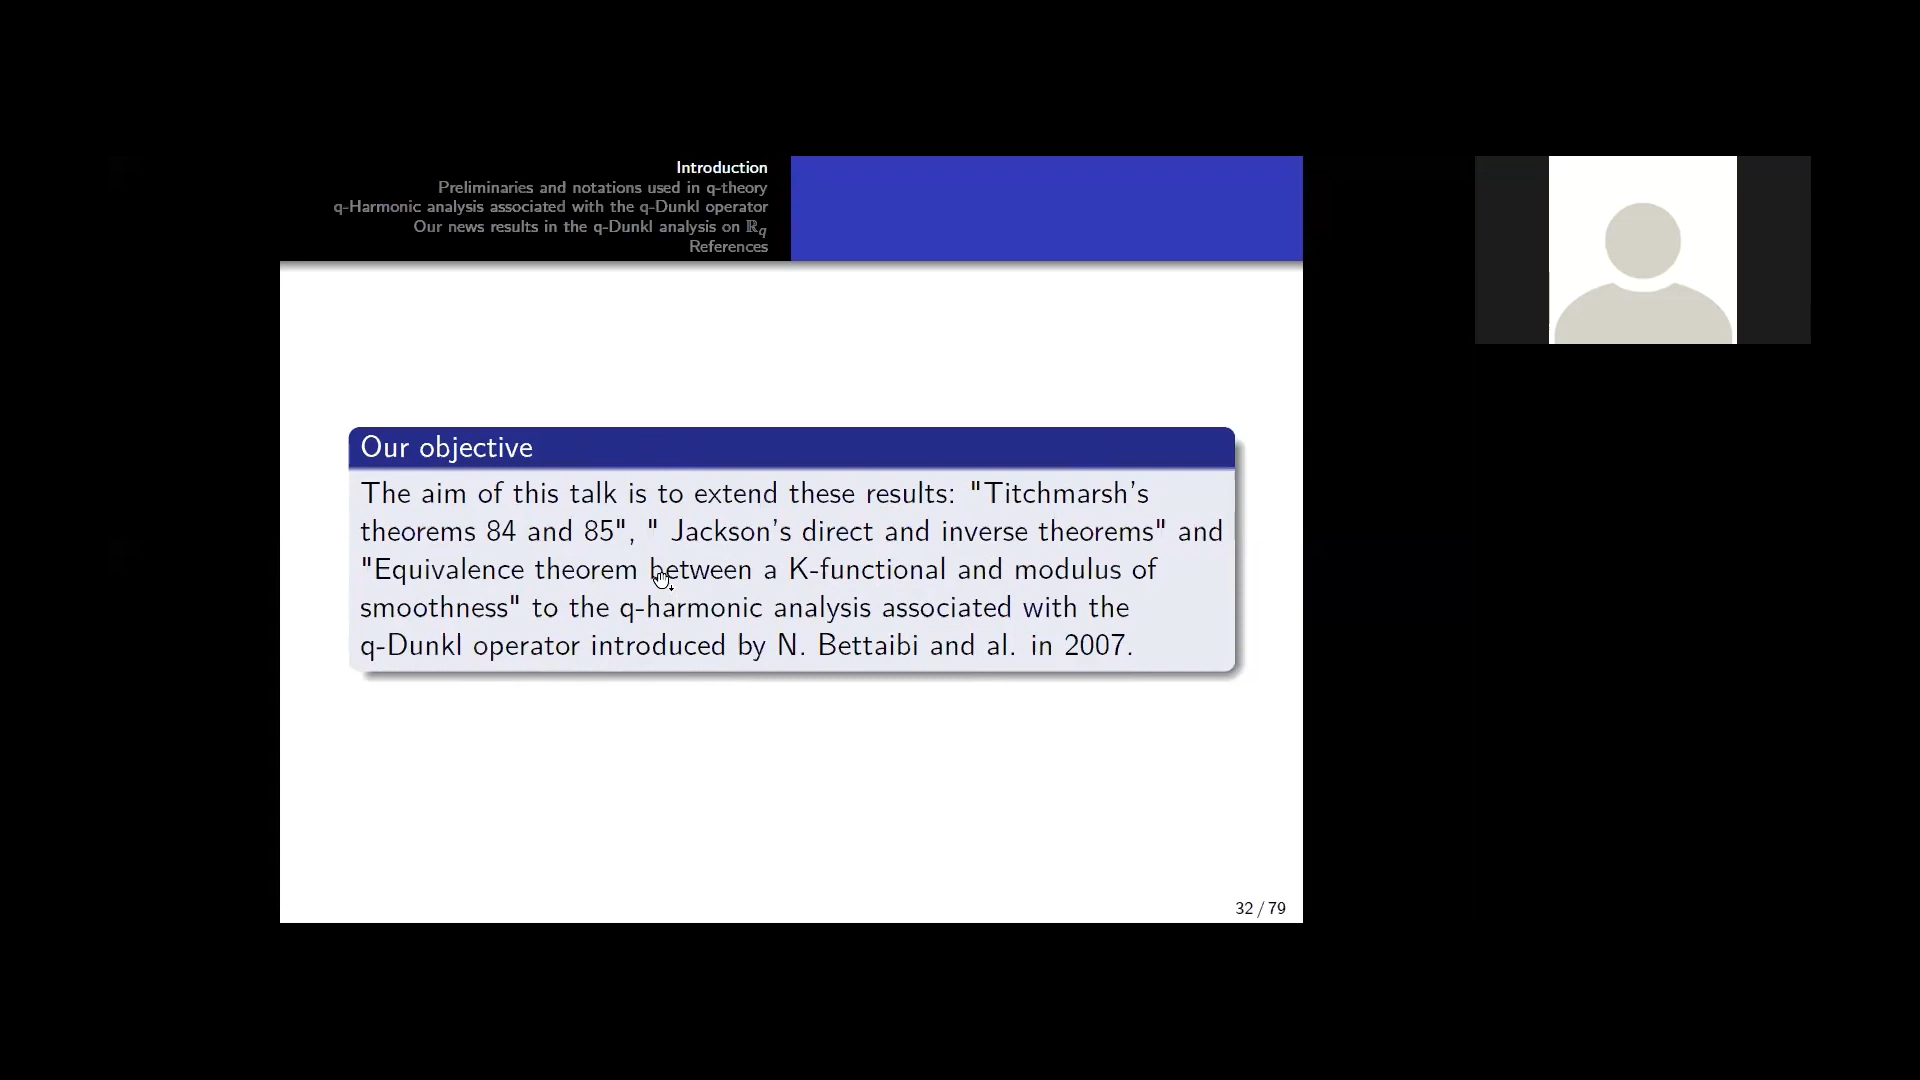 Introduction
Preliminaries and notations used in q-theory
q-Harmonic analysis associated with the q-Dunkl operator
Our news results in the q-Dunkl analysis on ℝq
References
Our objective
The aim of this talk is to extend these results: "Titchmarsh's
theorems 84 and 85", " Jackson's direct and inverse theorems" and
"Equivalence theorem between a K-functional and modulus of
smoothness" to the q-harmonic analysis associated with the
q-Dunkl operator introduced by N. Bettaibi and al. in 2007.
32 / 79